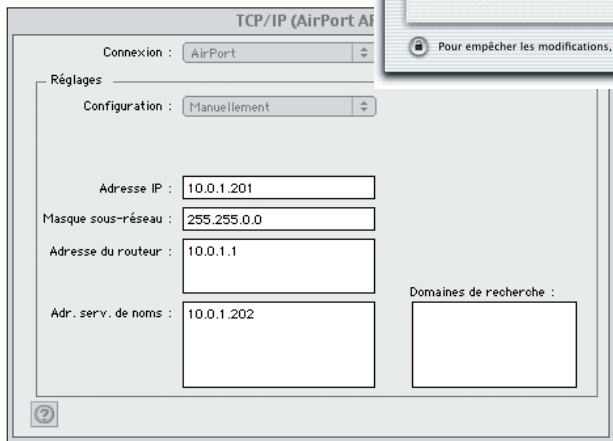 TCP/IP (AirPort
Pour empêcher les modifications,
Connexion : AirPort
Réglages
Configuration : Manuellement
Adresse IP : 10.0.1.201
Masque sous-réseau : 255.255.0.0
Adresse du routeur : 10.0.1.1
Domaines de recherche :
Adr. serv. de noms : 10.0.1.202
?